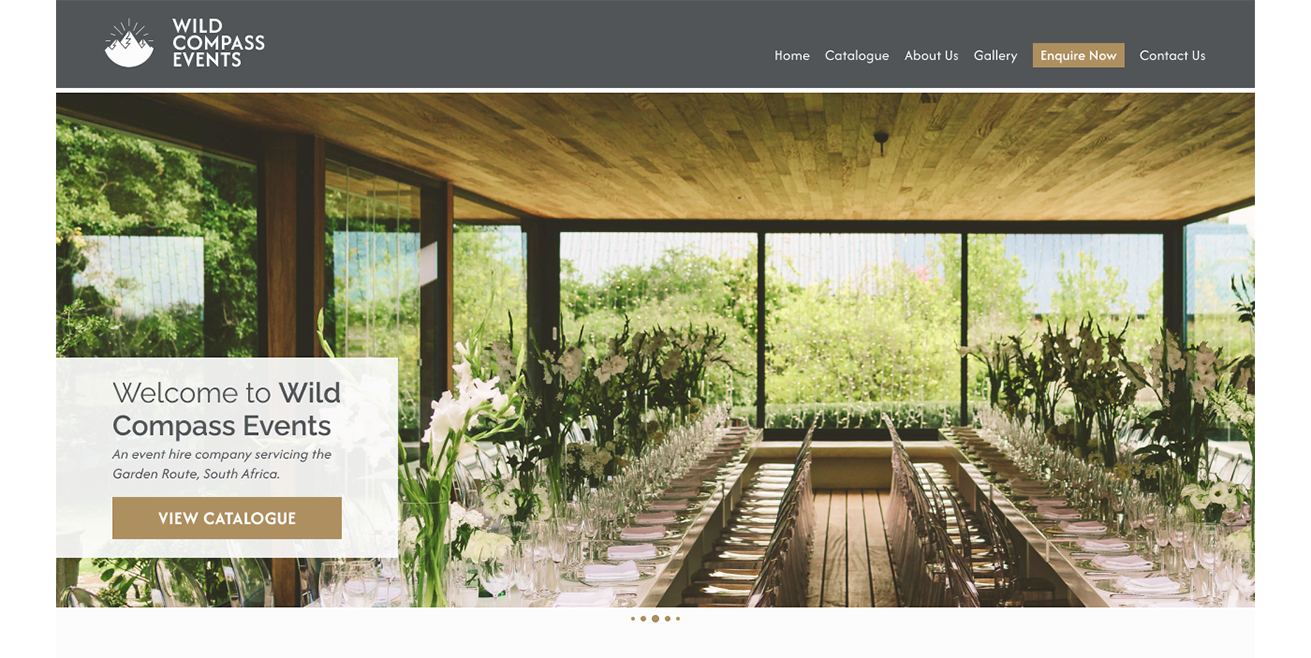 WILD
COMPASS
EVENTS
Home Catalogue About Us Gallery Enquire Now Contact Us
Welcome to Wild
Compass Events
An event hire company servicing the
Garden Route, South Africa.
VIEW CATALOGUE